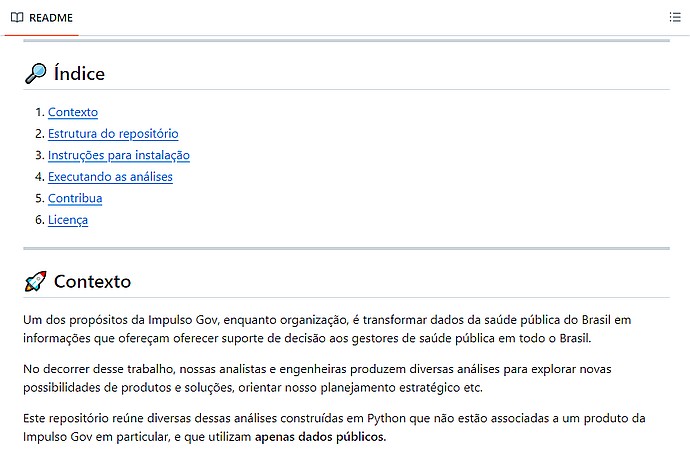 README
Índice
1. Contexto
2. Estrutura do repositório
3. Instruções para instalação
4. Executando as análises
5. Contribua
6. Licença
Contexto
Um dos propósitos da Impulso Gov, enquanto organização, é transformar dados da saúde pública do Brasil em
informações que ofereçam oferecer suporte de decisão aos gestores de saúde pública em todo o Brasil.
No decorrer desse trabalho, nossas analistas e engenheiras produzem diversas análises para explorar novas
possibilidades de produtos e soluções, orientar nosso planejamento estratégico etc.
Este repositório reúne diversas dessas análises construídas em Python que não estão associadas a um produto da
Impulso Gov em particular, e que utilizam apenas dados públicos.